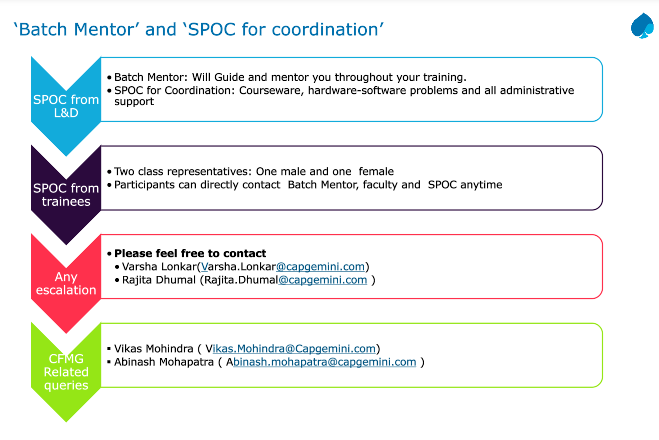 ‘Batch Mentor’ and ‘SPOC for coordination’
SPOC from
L&D
• Batch Mentor: Will Guide and mentor you throughout your training.
• SPOC for Coordination: Courseware, hardware-software problems and all administrative
support
SPOC from
trainees
• Two class representatives: One male and one female
• Participants can directly contact Batch Mentor, faculty and SPOC anytime
Any
escalation
• Please feel free to contact
• Varsha Lonkar(Varsha.Lonkar@capgemini.com)
• Rajita Dhumal (Rajita.Dhumal@capgemini.com )
CFMG
Related
queries
▪ Vikas Mohindra ( Vikas.Mohindra@Capgemini.com)
▪ Abinash Mohapatra ( Abinash.mohapatra@capgemini.com )